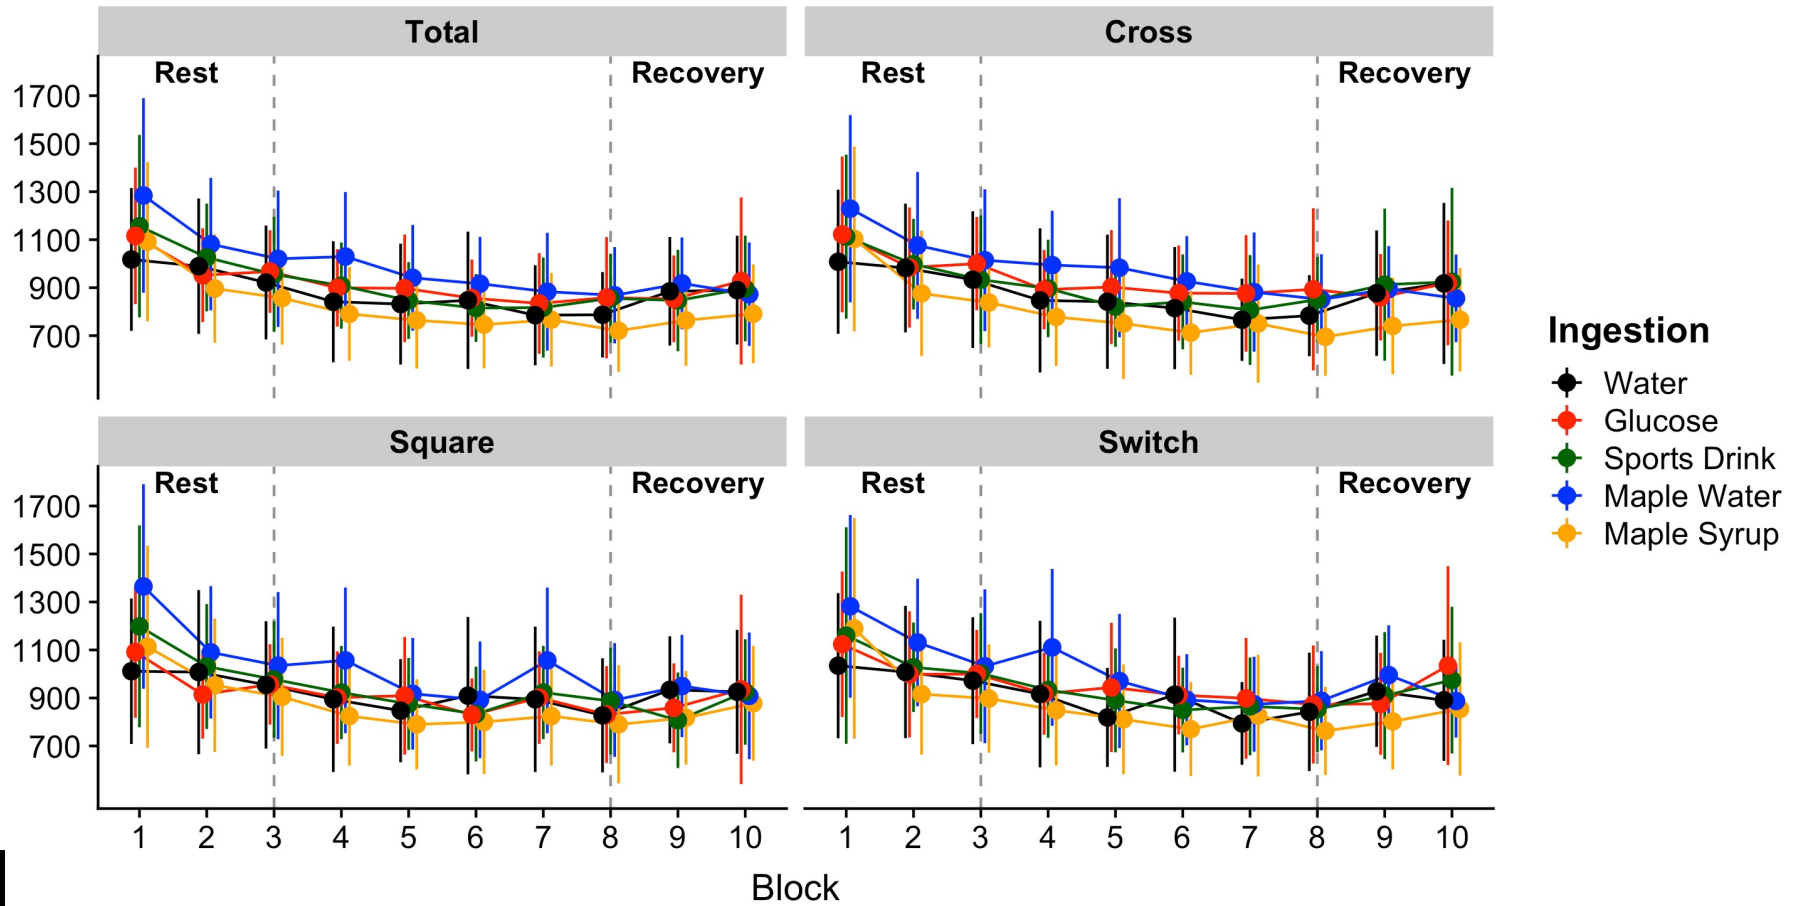 Total
Cross
Rest Recovery Rest Recovery
1700
1500
1300
1100
900
700
Square
Switch
Rest Recovery Rest Recovery
1700
1500
1300
1100
900
700
1 2 3 4 5 6 7 8 9 10 1 2 3 4 5 6 7 8 9 10
Block
Ingestion
Water
Glucose
Sports Drink
Maple Water
Maple Syrup